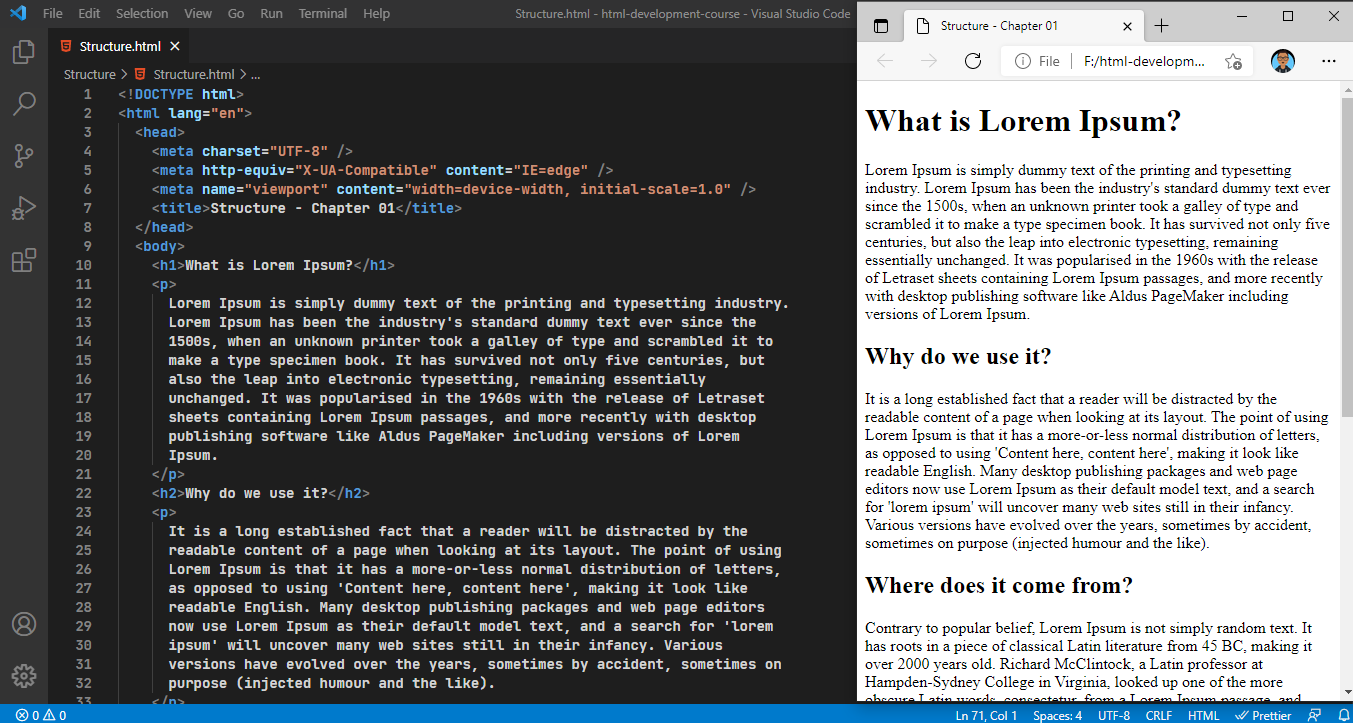 File Edit Selection View Go Run Terminal Help Structure.html - html-development-course - Visual Studio Code
Structure.html
Structure > Structure.html > ...
1 <!DOCTYPE html>
2 <html lang="en">
3 <head>
4 <meta charset="UTF-8" />
5 <meta http-equiv="X-UA-Compatible" content="IE=edge" />
6 <meta name="viewport" content="width=device-width, initial-scale=1.0" />
7 <title>Structure - Chapter 01</title>
8 </head>
9 <body>
10 <h1>What is Lorem Ipsum?</h1>
11 <p>
12 Lorem Ipsum is simply dummy text of the printing and typesetting industry.
13 Lorem Ipsum has been the industry's standard dummy text ever since the
14 1500s, when an unknown printer took a galley of type and scrambled it to
15 make a type specimen book. It has survived not only five centuries, but
16 also the leap into electronic typesetting, remaining essentially
17 unchanged. It was popularised in the 1960s with the release of Letraset
18 sheets containing Lorem Ipsum passages, and more recently with desktop
19 publishing software like Aldus PageMaker including versions of Lorem
20 Ipsum.
21 </p>
22 <h2>Why do we use it?</h2>
23 <p>
24 It is a long established fact that a reader will be distracted by the
25 readable content of a page when looking at its layout. The point of using
26 Lorem Ipsum is that it has a more-or-less normal distribution of letters,
27 as opposed to using 'Content here, content here', making it look like
28 readable English. Many desktop publishing packages and web page editors
29 now use Lorem Ipsum as their default model text, and a search for 'lorem
30 ipsum' will uncover many web sites still in their infancy. Various
31 versions have evolved over the years, sometimes by accident, sometimes on
32 purpose (injected humour and the like).
33 </p>
0 0 Ln 71, Col 1 Spaces: 4 UTF-8 CRLF HTML Prettier
Structure - Chapter 01
File F:/html-developm...
What is Lorem Ipsum?
Lorem Ipsum is simply dummy text of the printing and typesetting
industry. Lorem Ipsum has been the industry's standard dummy text ever
since the 1500s, when an unknown printer took a galley of type and
scrambled it to make a type specimen book. It has survived not only five
centuries, but also the leap into electronic typesetting, remaining
essentially unchanged. It was popularised in the 1960s with the release
of Letraset sheets containing Lorem Ipsum passages, and more recently
with desktop publishing software like Aldus PageMaker including
versions of Lorem Ipsum.
Why do we use it?
It is a long established fact that a reader will be distracted by the
readable content of a page when looking at its layout. The point of using
Lorem Ipsum is that it has a more-or-less normal distribution of letters,
as opposed to using 'Content here, content here', making it look like
readable English. Many desktop publishing packages and web page
editors now use Lorem Ipsum as their default model text, and a search
for 'lorem ipsum' will uncover many web sites still in their infancy.
Various versions have evolved over the years, sometimes by accident,
sometimes on purpose (injected humour and the like).
Where does it come from?
Contrary to popular belief, Lorem Ipsum is not simply random text. It
has roots in a piece of classical Latin literature from 45 BC, making it
over 2000 years old. Richard McClintock, a Latin professor at
Hampden-Sydney College in Virginia, looked up one of the more
obscure Latin words, consectetur, from a Lorem Ipsum passage, and